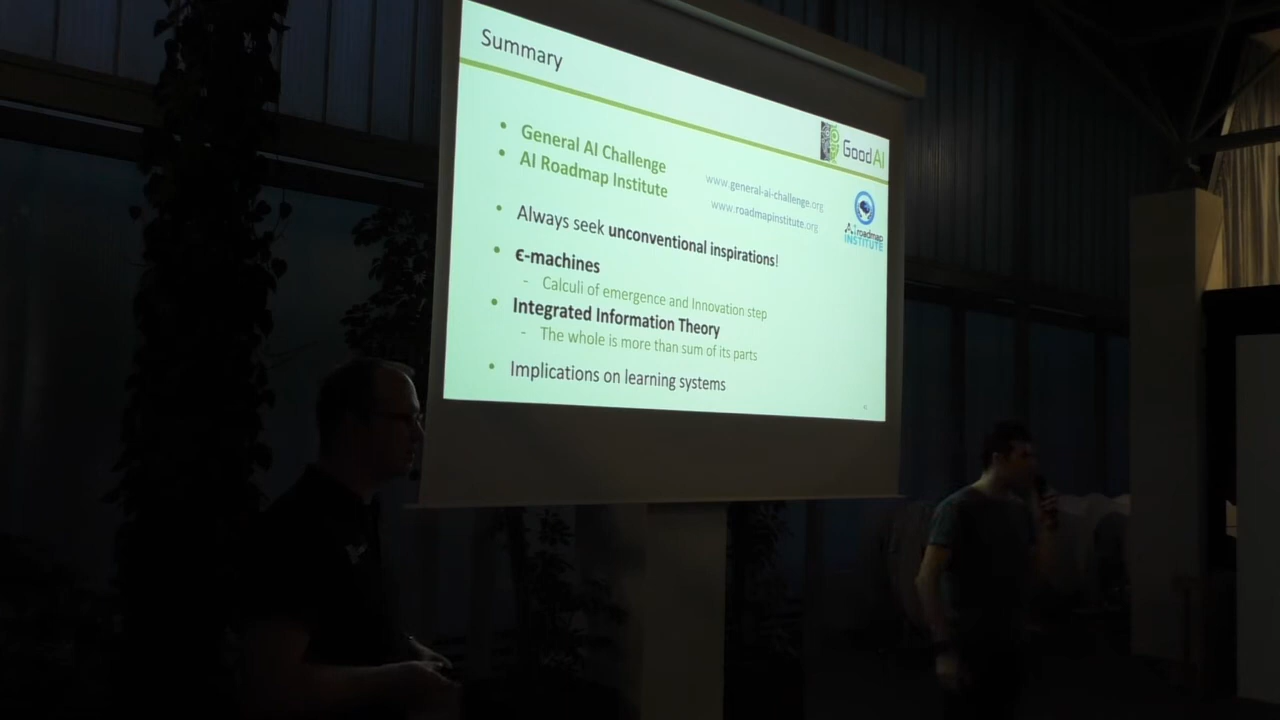 Summary
GoodAI
• General AI Challenge
• AI Roadmap Institute
www.general-ai-challenge.org
www.roadmapinstitute.org
AI roadmap
INSTITUTE
• Always seek unconventional inspirations!
• €-machines
- Calculi of emergence and Innovation step
• Integrated Information Theory
- The whole is more than sum of its parts
• Implications on learning systems